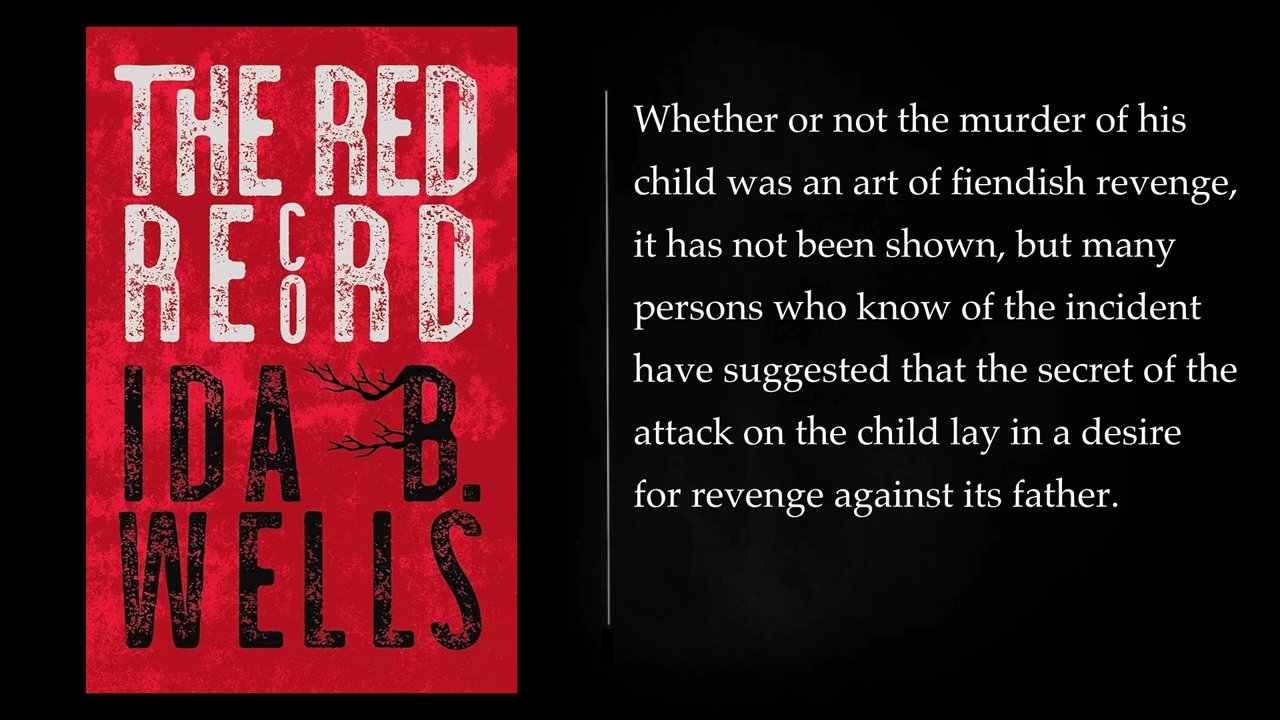 THE RED
RECORD
IDA B.
WELLS
Whether or not the murder of his
child was an art of fiendish revenge,
it has not been shown, but many
persons who know of the incident
have suggested that the secret of the
attack on the child lay in a desire
for revenge against its father.